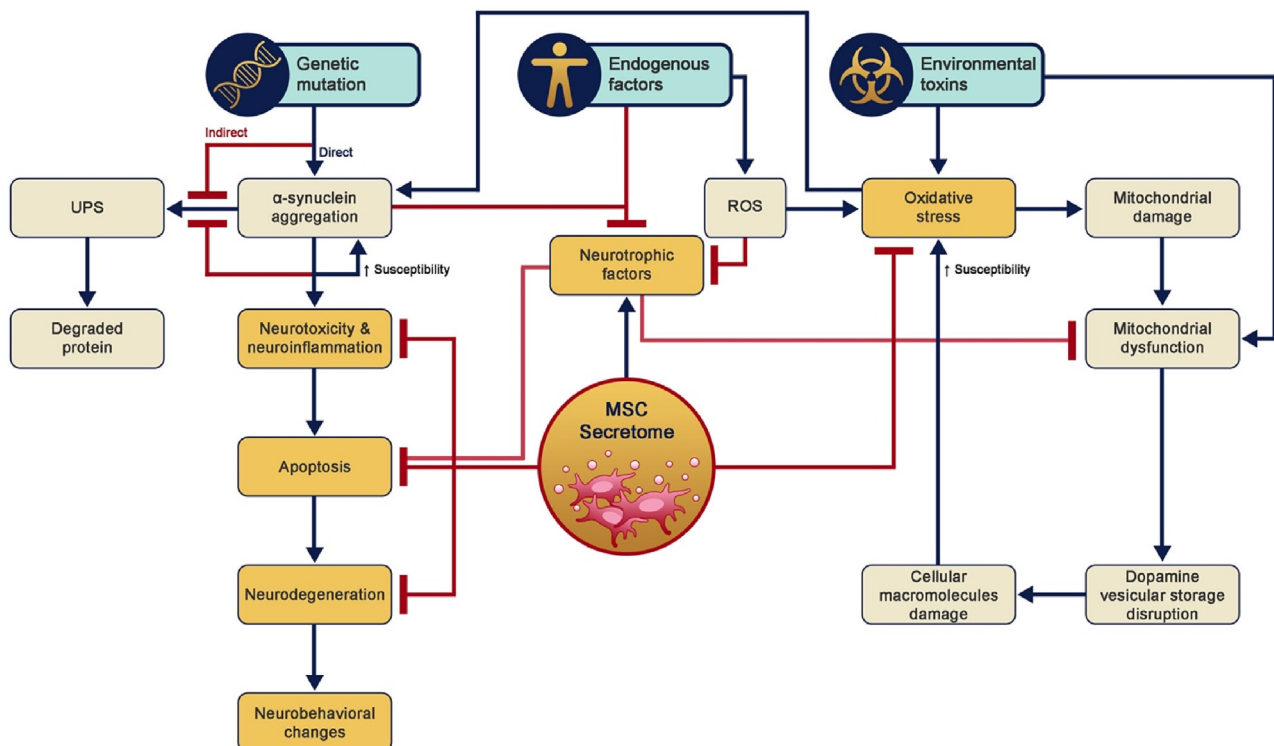 Genetic
mutation
Endogenous
factors
Environmental
toxins
Indirect
Direct
UPS
α-synuclein
aggregation
ROS
Oxidative
stress
Mitochondrial
damage
Neurotrophic
factors
↑ Susceptibility
↑ Susceptibility
Degraded
protein
Neurotoxicity &
neuroinflammation
Mitochondrial
dysfunction
MSC
Secretome
Apoptosis
Neurodegeneration
Cellular
macromolecules
damage
Dopamine
vesicular storage
disruption
Neurobehavioral
changes